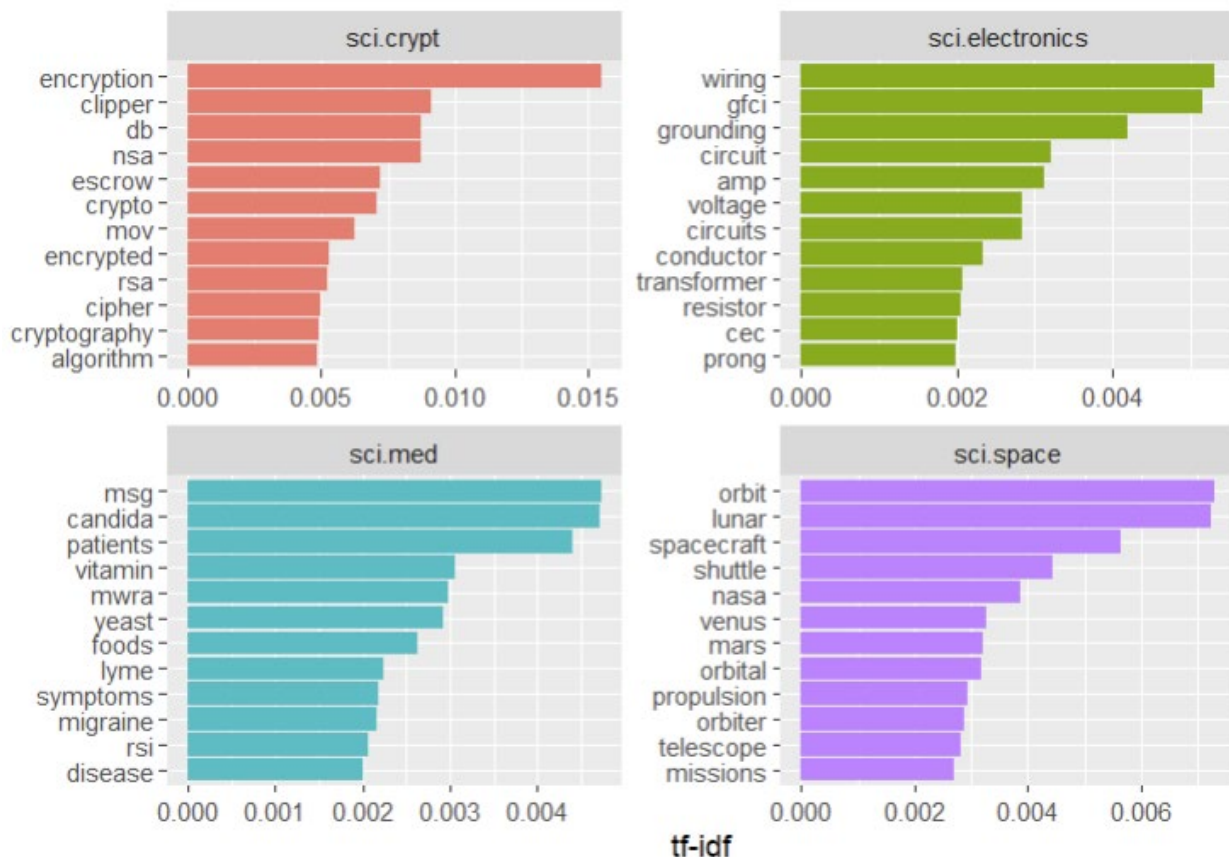 sci.crypt
encryption
clipper
db
nsa
escrow
crypto
mov
encrypted
rsa
cipher
cryptography
algorithm
0.000 0.005 0.010 0.015
sci.electronics
wiring
gfci
grounding
circuit
amp
voltage
circuits
conductor
transformer
resistor
cec
prong
0.000 0.002 0.004
sci.med
msg
candida
patients
vitamin
mwra
yeast
foods
lyme
symptoms
migraine
rsi
disease
0.000 0.001 0.002 0.003 0.004
sci.space
orbit
lunar
spacecraft
shuttle
nasa
venus
mars
orbital
propulsion
orbiter
telescope
missions
0.000 0.002 0.004 0.006
tf-idf